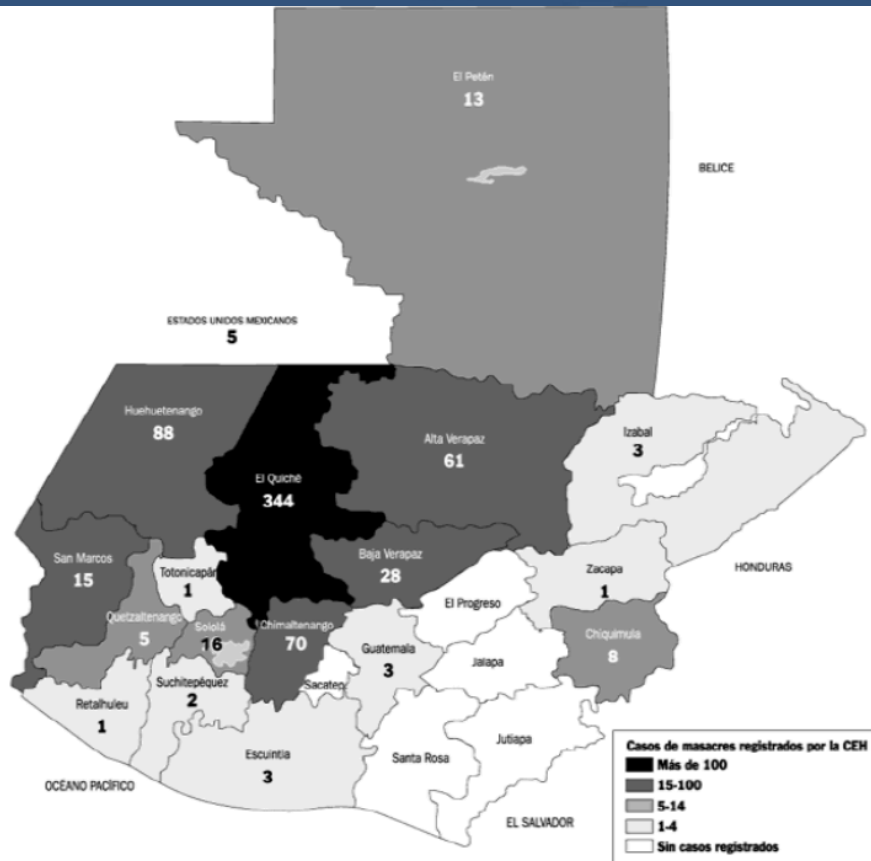 El Petén
13
BELICE
ESTADOS UNIDOS MEXICANOS
5
Huehuetenango
88
El Quiché
344
Alta Verapaz
61
Izabal
3
San Marcos
15
Totonicapán
1
Baja Verapaz
28
Zacapa
1
HONDURAS
El Progreso
Quetzaltenango
5
Sololá
16
Chimaltenango
70
Guatemala
3
Jalapa
Chiquimula
8
Sacatep.
Suchitepéquez
2
Retalhuleu
1
Escuintla
3
Santa Rosa
Jutiapa
OCÉANO PACÍFICO
EL SALVADOR
Casos de masacres registrados por la CEH
Más de 100
15-100
5-14
1-4
Sin casos registrados